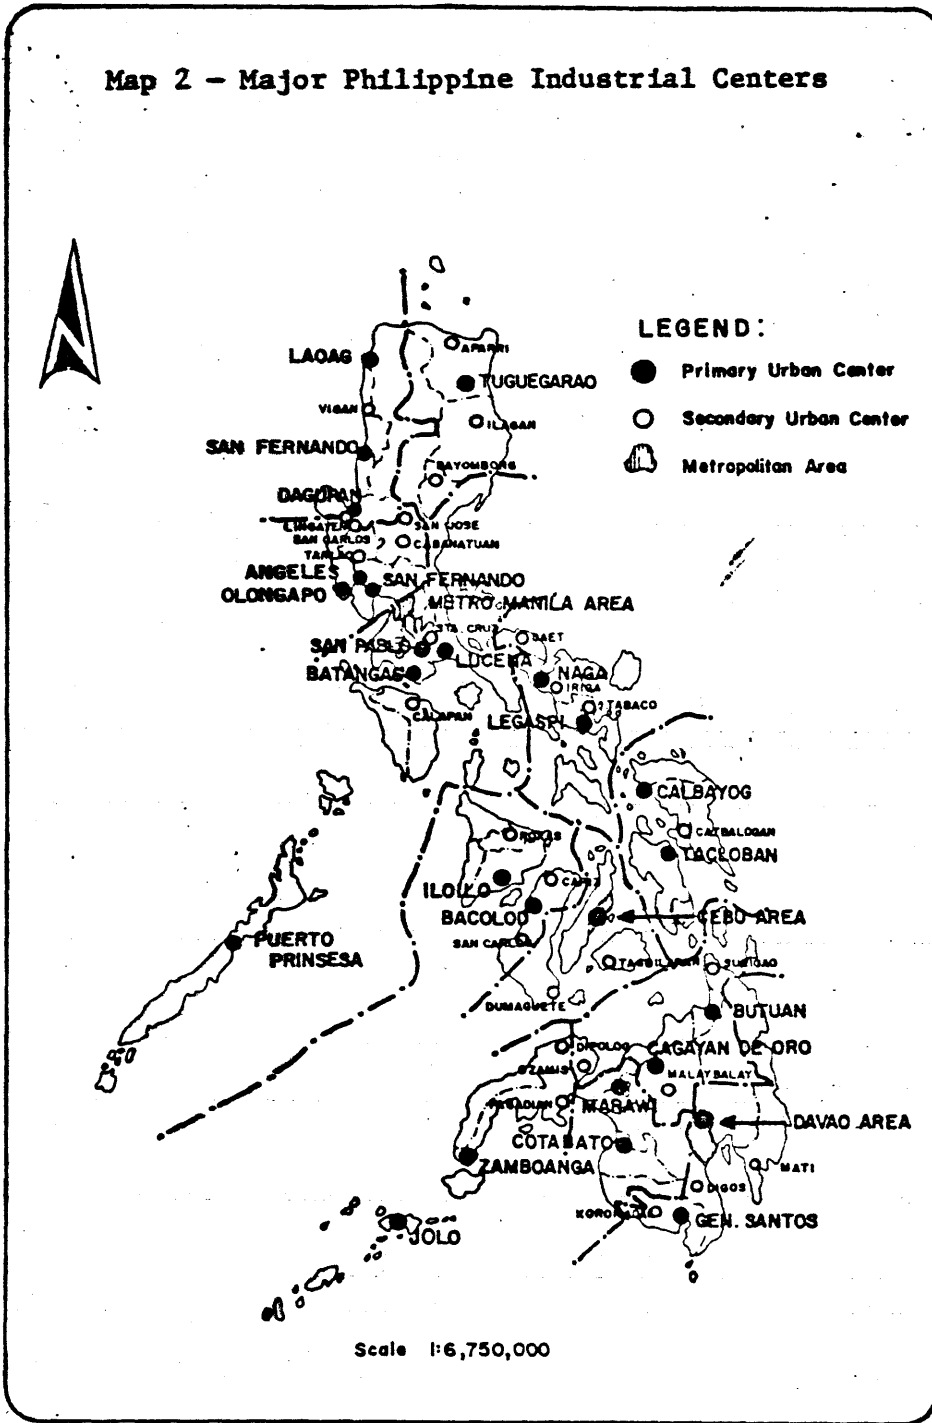 Map 2 — Major Philippine Industrial Centers
LEGEND:
Primary Urban Center
Secondary Urban Center
Metropolitan Area
APARRI
LAOAG
TUGUEGARAO
VIGAN
ILAGAN
SAN FERNANDO
BAYOMBONG
DAGUPAN
LINGAYEN
SAN JOSE
SAN CARLOS
CABANATUAN
TARLAC
ANGELES
SAN FERNANDO
OLONGAPO
METRO MANILA AREA
STA. CRUZ
DAET
SAN PABLO
LUCENA
BATANGAS
NAGA
IRIGA
TABACO
CALAPAN
LEGASPI
CALBAYOG
ROXAS
CATBALOGAN
TACLOBAN
ILOILO
CADIZ
BACOLOD
CEBU AREA
SAN CARLOS
PUERTO
PRINSESA
TAGBILARAN
SURIGAO
DUMAGUETE
BUTUAN
DIPOLOG
CAGAYAN DE ORO
OZAMIS
MALAYBALAY
PAGADIAN
MARAWI
DAVAO AREA
COTABATO
ZAMBOANGA
MATI
DIGOS
KORONADAL
GEN. SANTOS
JOLO
Scale 1:6,750,000